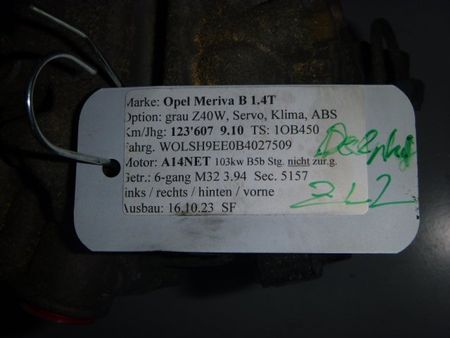 Marke: Opel Meriva B 1.4T
Option: grau Z40W, Servo, Klima, ABS
Km/Jhg: 123'607 9.10 TS: 1OB450
Fahrg. WOLSH9EE0B4027509
Motor: A14NET 103kw B5b Stg. nicht zur.g.
Getr.: 6-gang M32 3.94 Sec. 5157
links / rechts / hinten / vorne
Ausbau: 16.10.23 SF